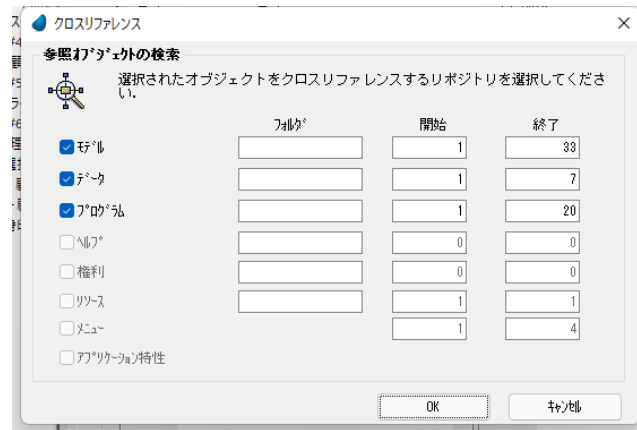 クロスリファレンス
参照ｵﾌﾞｼﾞｪｸﾄの検索
選択されたオブジェクトをクロスリファレンスするリポジトリを選択してくださ
い.
ﾌｫﾙﾀﾞ 開始 終了
ﾓﾃﾞﾙ 1 33
ﾃﾞｰﾀ 1 7
ﾌﾟﾛｸﾞﾗﾑ 1 20
ﾍﾙﾌﾟ 0 0
権利 0 0
ﾘｿｰｽ 1 1
ﾒﾆｭｰ 1 4
ｱﾌﾟﾘｹｰｼｮﾝ特性
OK ｷｬﾝｾﾙ